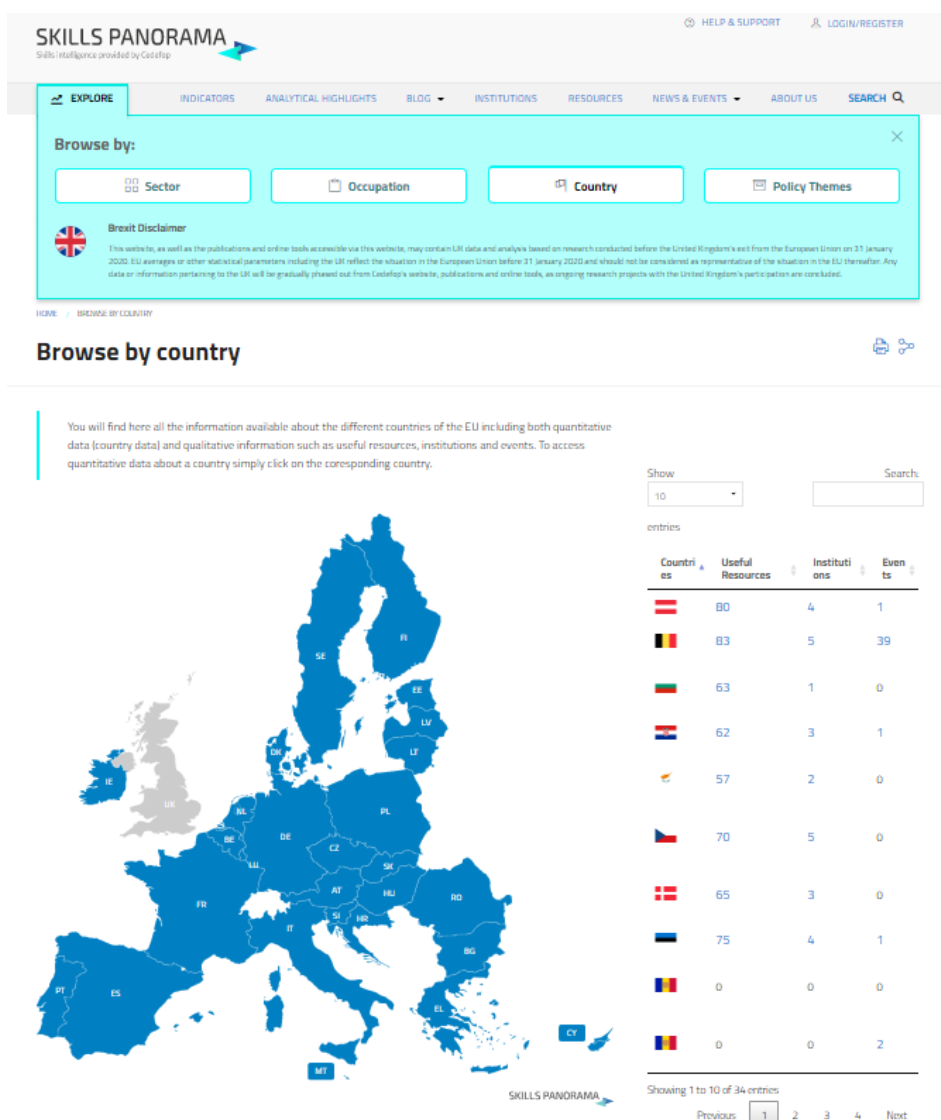 HELP & SUPPORT
LOGIN/REGISTER
SKILLS PANORAMA
Skills intelligence provided by Cedefop
EXPLORE
INDICATORS
ANALYTICAL HIGHLIGHTS
BLOG
INSTITUTIONS
RESOURCES
NEWS & EVENTS
ABOUT US
SEARCH
Browse by:
Sector
Occupation
Country
Policy Themes
Brexit Disclaimer
This website, as well as the publications and online tools accessible via this website, may contain UK data and analysis based on research conducted before the United Kingdom's exit from the European Union on 31 January
2020. EU averages or other statistical parameters including the UK reflect the situation in the European Union before 31 January 2020 and should not be considered as representative of the situation in the EU thereafter. Any
data or information pertaining to the UK will be gradually phased out from Cedefop's website, publications and online tools, as ongoing research projects with the United Kingdom's participation are concluded.
HOME / BROWSE BY COUNTRY
Browse by country
You will find here all the information available about the different countries of the EU including both quantitative
data (country data) and qualitative information such as useful resources, institutions and events. To access
quantitative data about a country simply click on the coresponding country.
Show
Search:
10
entries
Countri
es
Useful
Resources
Instituti
ons
Even
ts
80 4 1
83 5 39
63 1 0
62 3 1
57 2 0
70 5 0
65 3 0
75 4 1
0 0 0
0 0 2
FI
SE
EE
LV
LT
DK
IE
UK
NL
PL
BE
DE
CZ
LU
SK
AT
HU
FR
RO
SI
HR
IT
BG
PT
ES
EL
CY
MT
SKILLS PANORAMA
Showing 1 to 10 of 34 entries
Previous 1 2 3 4 Next